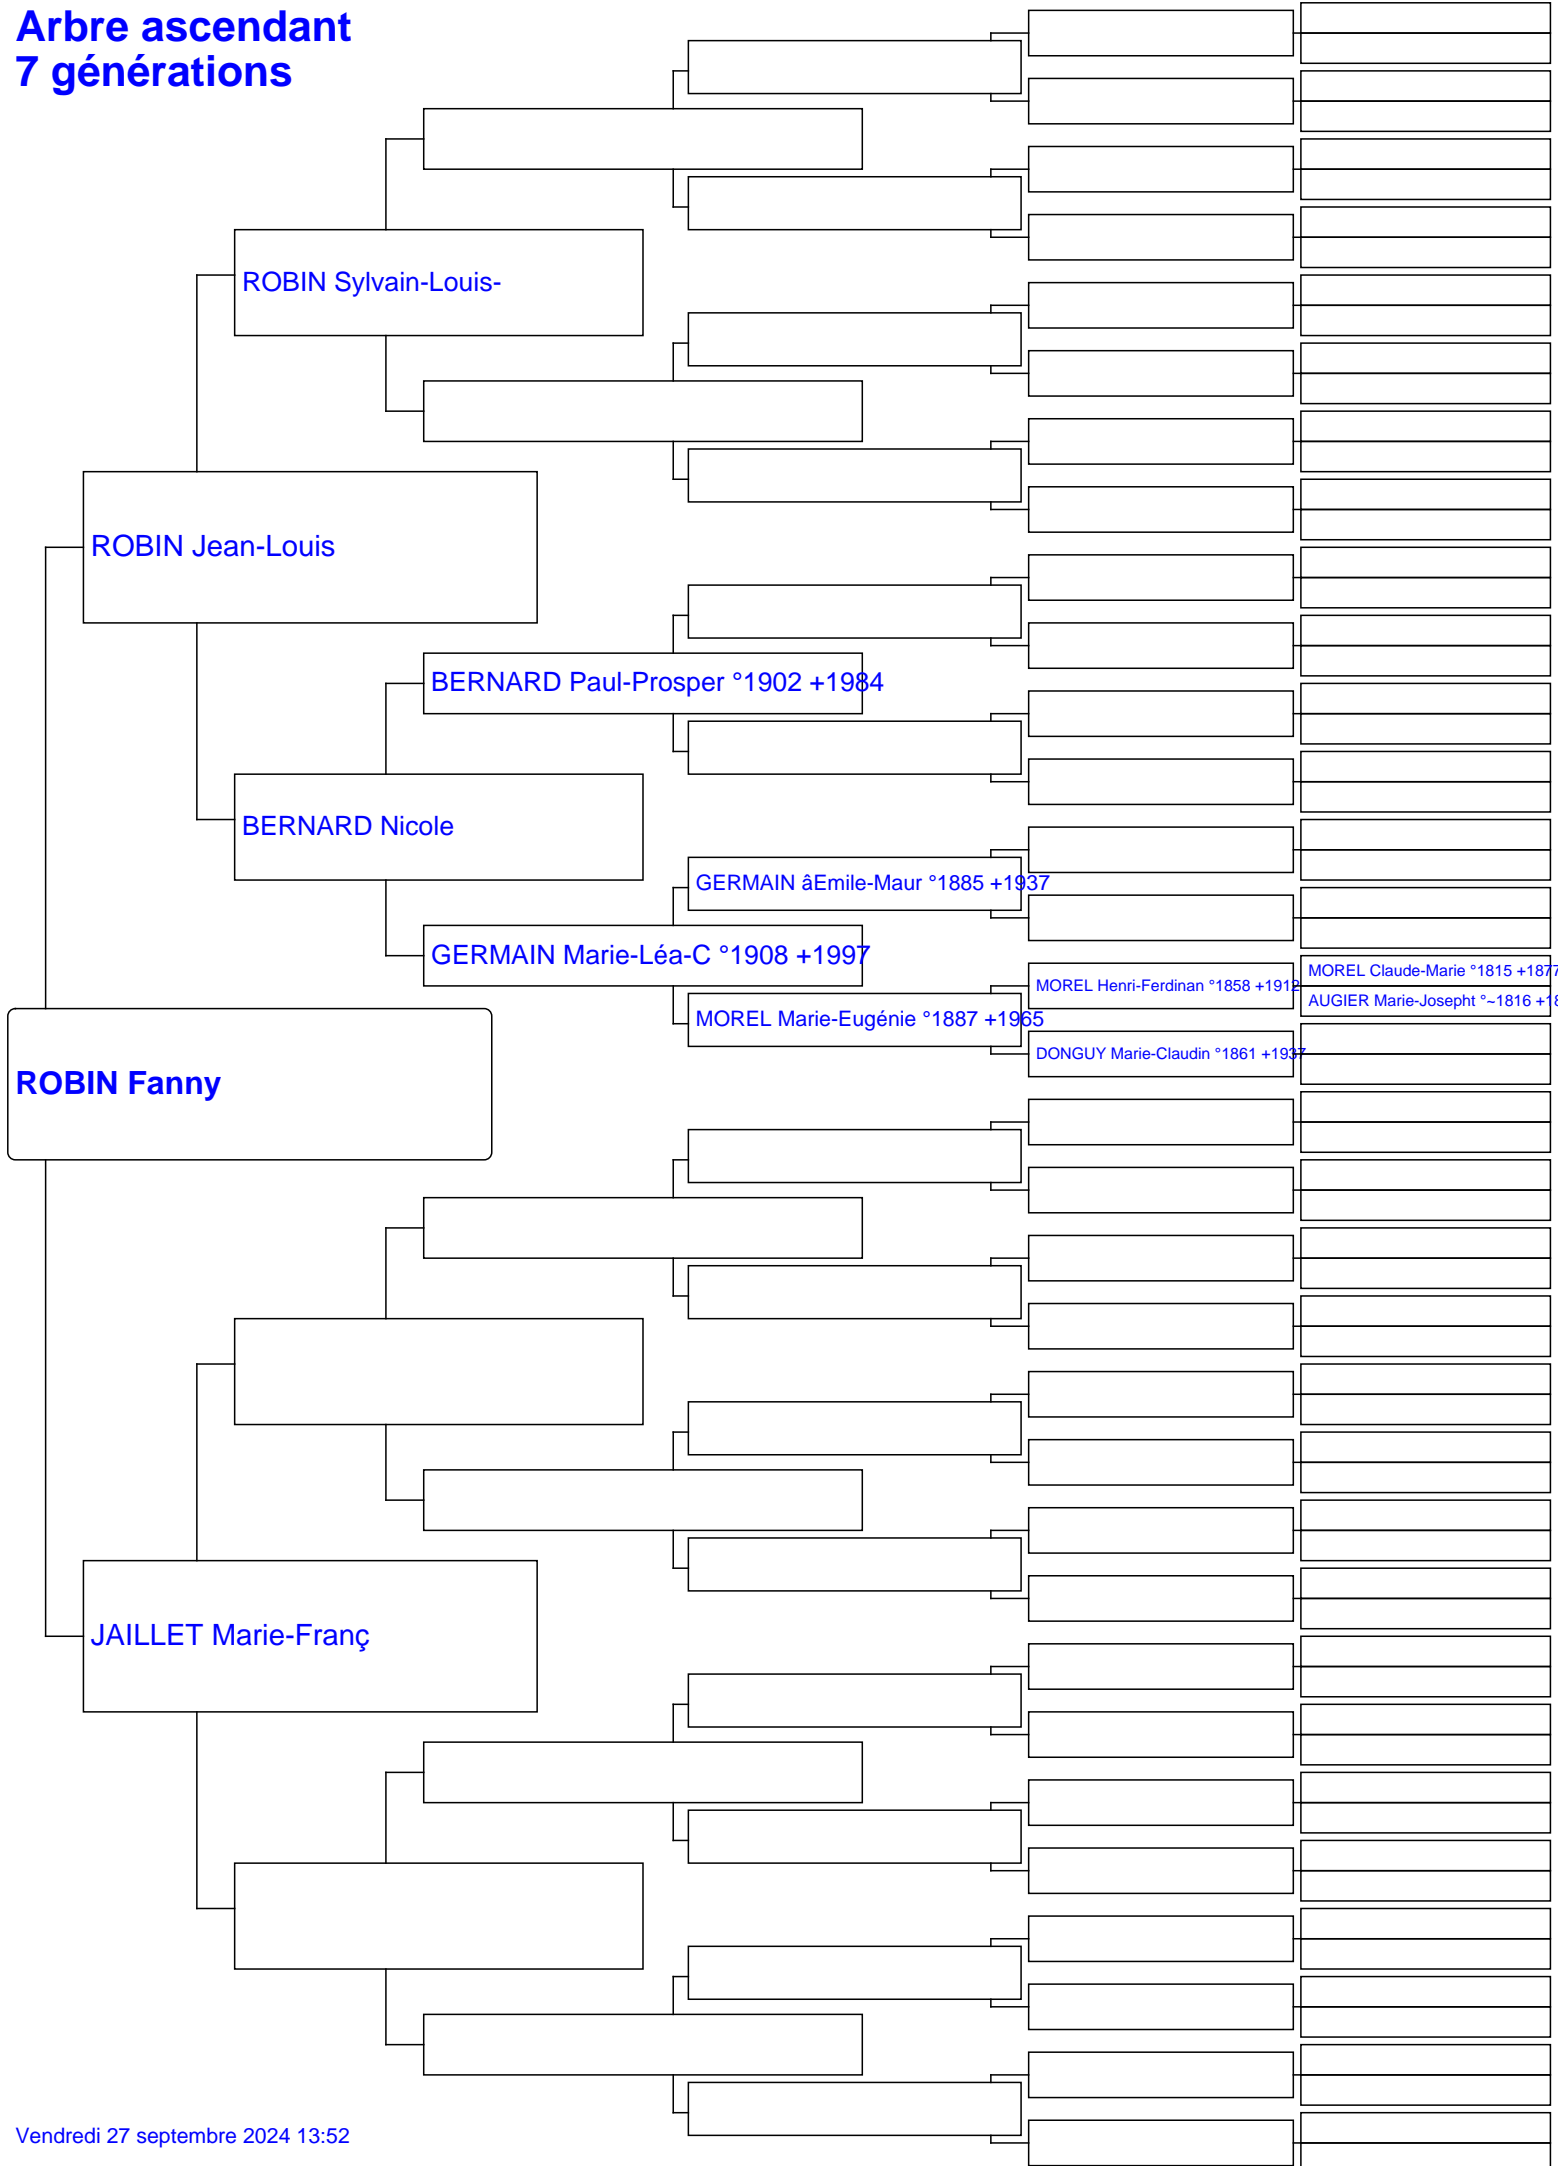 Arbre ascendant
7 générations
ROBIN Sylvain-Louis-
ROBIN Jean-Louis
BERNARD Paul-Prosper °1902 +1984
BERNARD Nicole
GERMAIN âEmile-Maur °1885 +1937
GERMAIN Marie-Léa-C °1908 +1997
MOREL Claude-Marie °1815 +1877
MOREL Henri-Ferdinan °1858 +1912
AUGIER Marie-Josepht °~1816 +18
MOREL Marie-Eugénie °1887 +1965
DONGUY Marie-Claudin °1861 +1937
ROBIN Fanny
JAILLET Marie-Franç
Vendredi 27 septembre 2024 13:52